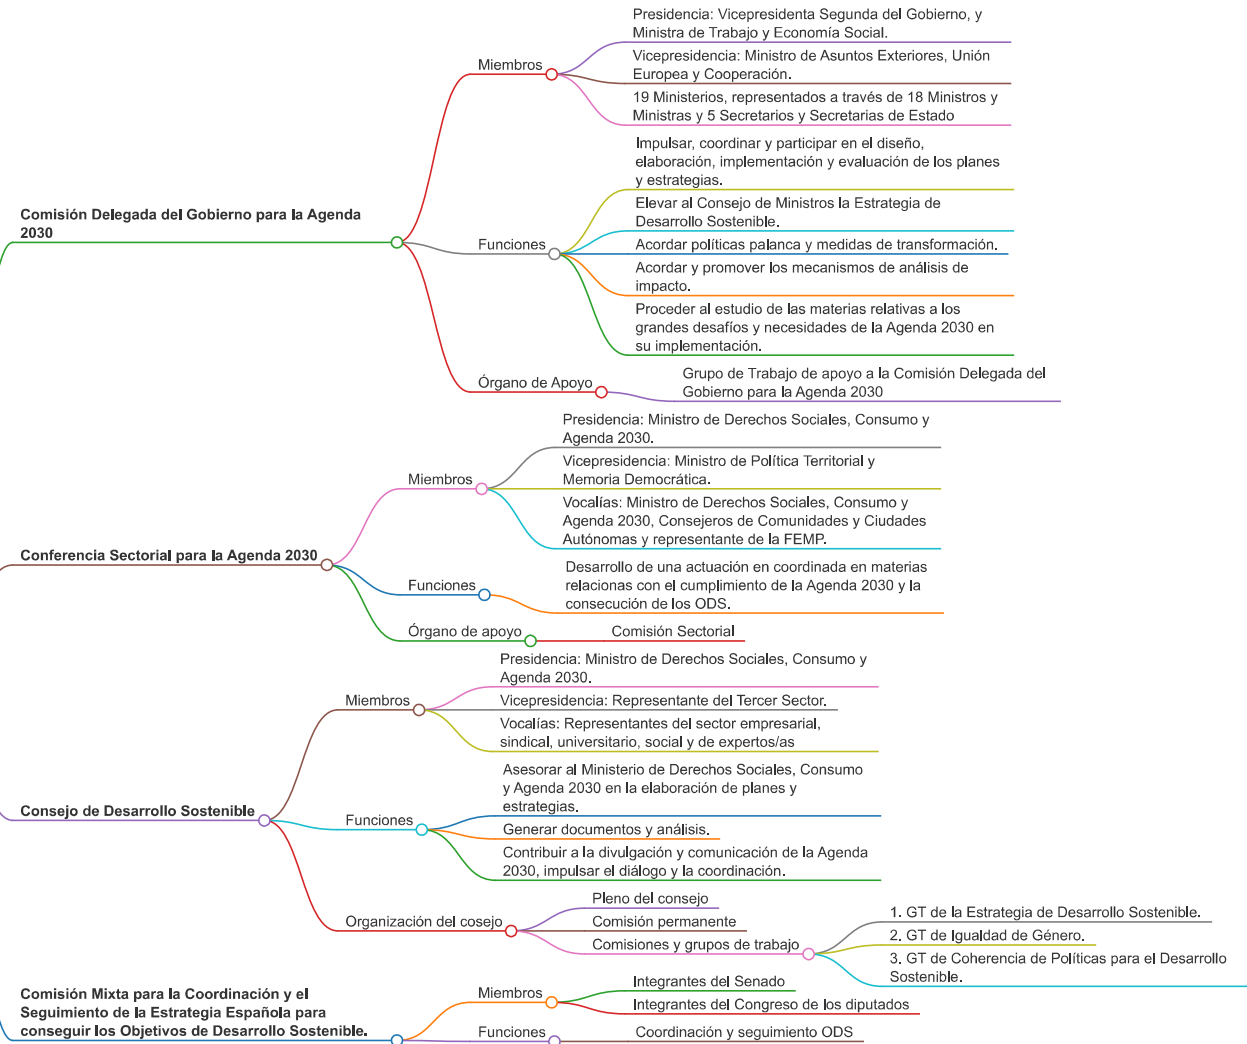 Comisión Delegada del Gobierno para la Agenda
2030
Miembros
Presidencia: Vicepresidenta Segunda del Gobierno, y
Ministra de Trabajo y Economía Social.
Vicepresidencia: Ministro de Asuntos Exteriores, Unión
Europea y Cooperación.
19 Ministerios, representados a través de 18 Ministros y
Ministras y 5 Secretarios y Secretarias de Estado
Funciones
Impulsar, coordinar y participar en el diseño,
elaboración, implementación y evaluación de los planes
y estrategias.
Elevar al Consejo de Ministros la Estrategia de
Desarrollo Sostenible.
Acordar políticas palanca y medidas de transformación.
Acordar y promover los mecanismos de análisis de
impacto.
Proceder al estudio de las materias relativas a los
grandes desafíos y necesidades de la Agenda 2030 en
su implementación.
Órgano de Apoyo
Grupo de Trabajo de apoyo a la Comisión Delegada del
Gobierno para la Agenda 2030
Conferencia Sectorial para la Agenda 2030
Miembros
Presidencia: Ministro de Derechos Sociales, Consumo y
Agenda 2030.
Vicepresidencia: Ministro de Política Territorial y
Memoria Democrática.
Vocalías: Ministro de Derechos Sociales, Consumo y
Agenda 2030, Consejeros de Comunidades y Ciudades
Autónomas y representante de la FEMP.
Funciones
Desarrollo de una actuación en coordinada en materias
relacionas con el cumplimiento de la Agenda 2030 y la
consecución de los ODS.
Órgano de apoyo
Comisión Sectorial
Consejo de Desarrollo Sostenible
Miembros
Presidencia: Ministro de Derechos Sociales, Consumo y
Agenda 2030.
Vicepresidencia: Representante del Tercer Sector.
Vocalías: Representantes del sector empresarial,
sindical, universitario, social y de expertos/as
Funciones
Asesorar al Ministerio de Derechos Sociales, Consumo
y Agenda 2030 en la elaboración de planes y
estrategias.
Generar documentos y análisis.
Contribuir a la divulgación y comunicación de la Agenda
2030, impulsar el diálogo y la coordinación.
Organización del cosejo
Pleno del consejo
Comisión permanente
Comisiones y grupos de trabajo
1. GT de la Estrategia de Desarrollo Sostenible.
2. GT de Igualdad de Género.
3. GT de Coherencia de Políticas para el Desarrollo
Sostenible.
Comisión Mixta para la Coordinación y el
Seguimiento de la Estrategia Española para
conseguir los Objetivos de Desarrollo Sostenible.
Miembros
Integrantes del Senado
Integrantes del Congreso de los diputados
Funciones
Coordinación y seguimiento ODS